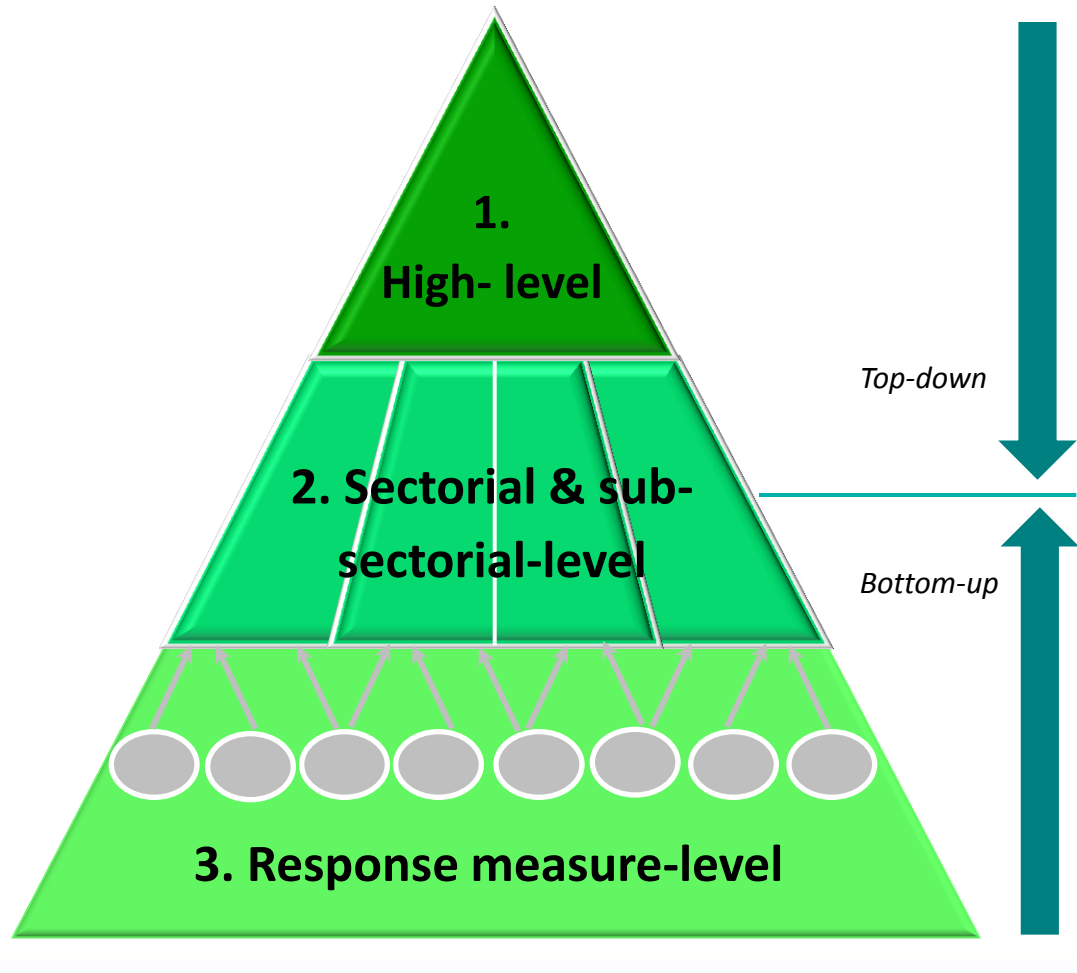 1.
High- level
Top-down
2. Sectorial & sub-
sectorial-level
Bottom-up
3. Response measure-level